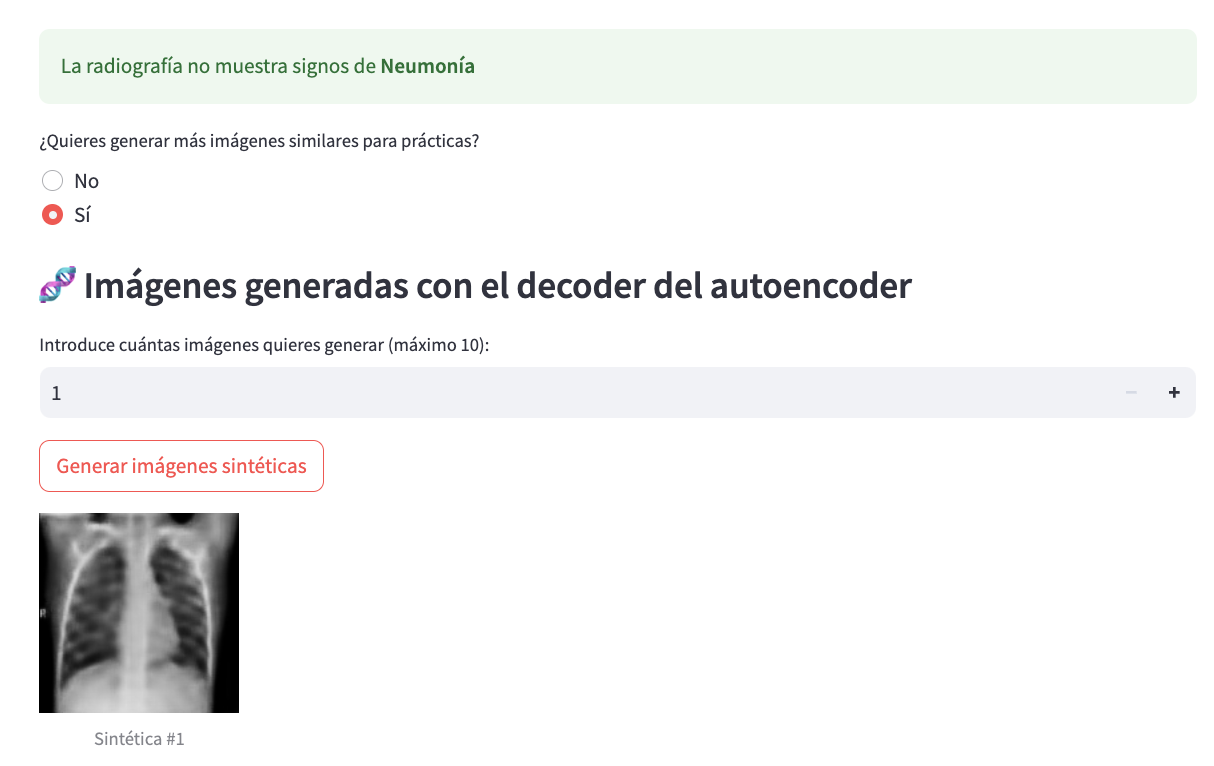 La radiografía no muestra signos de Neumonía
¿Quieres generar más imágenes similares para prácticas?
No
Sí
🧬 Imágenes generadas con el decoder del autoencoder
Introduce cuántas imágenes quieres generar (máximo 10):
1
Generar imágenes sintéticas
R
Sintética #1